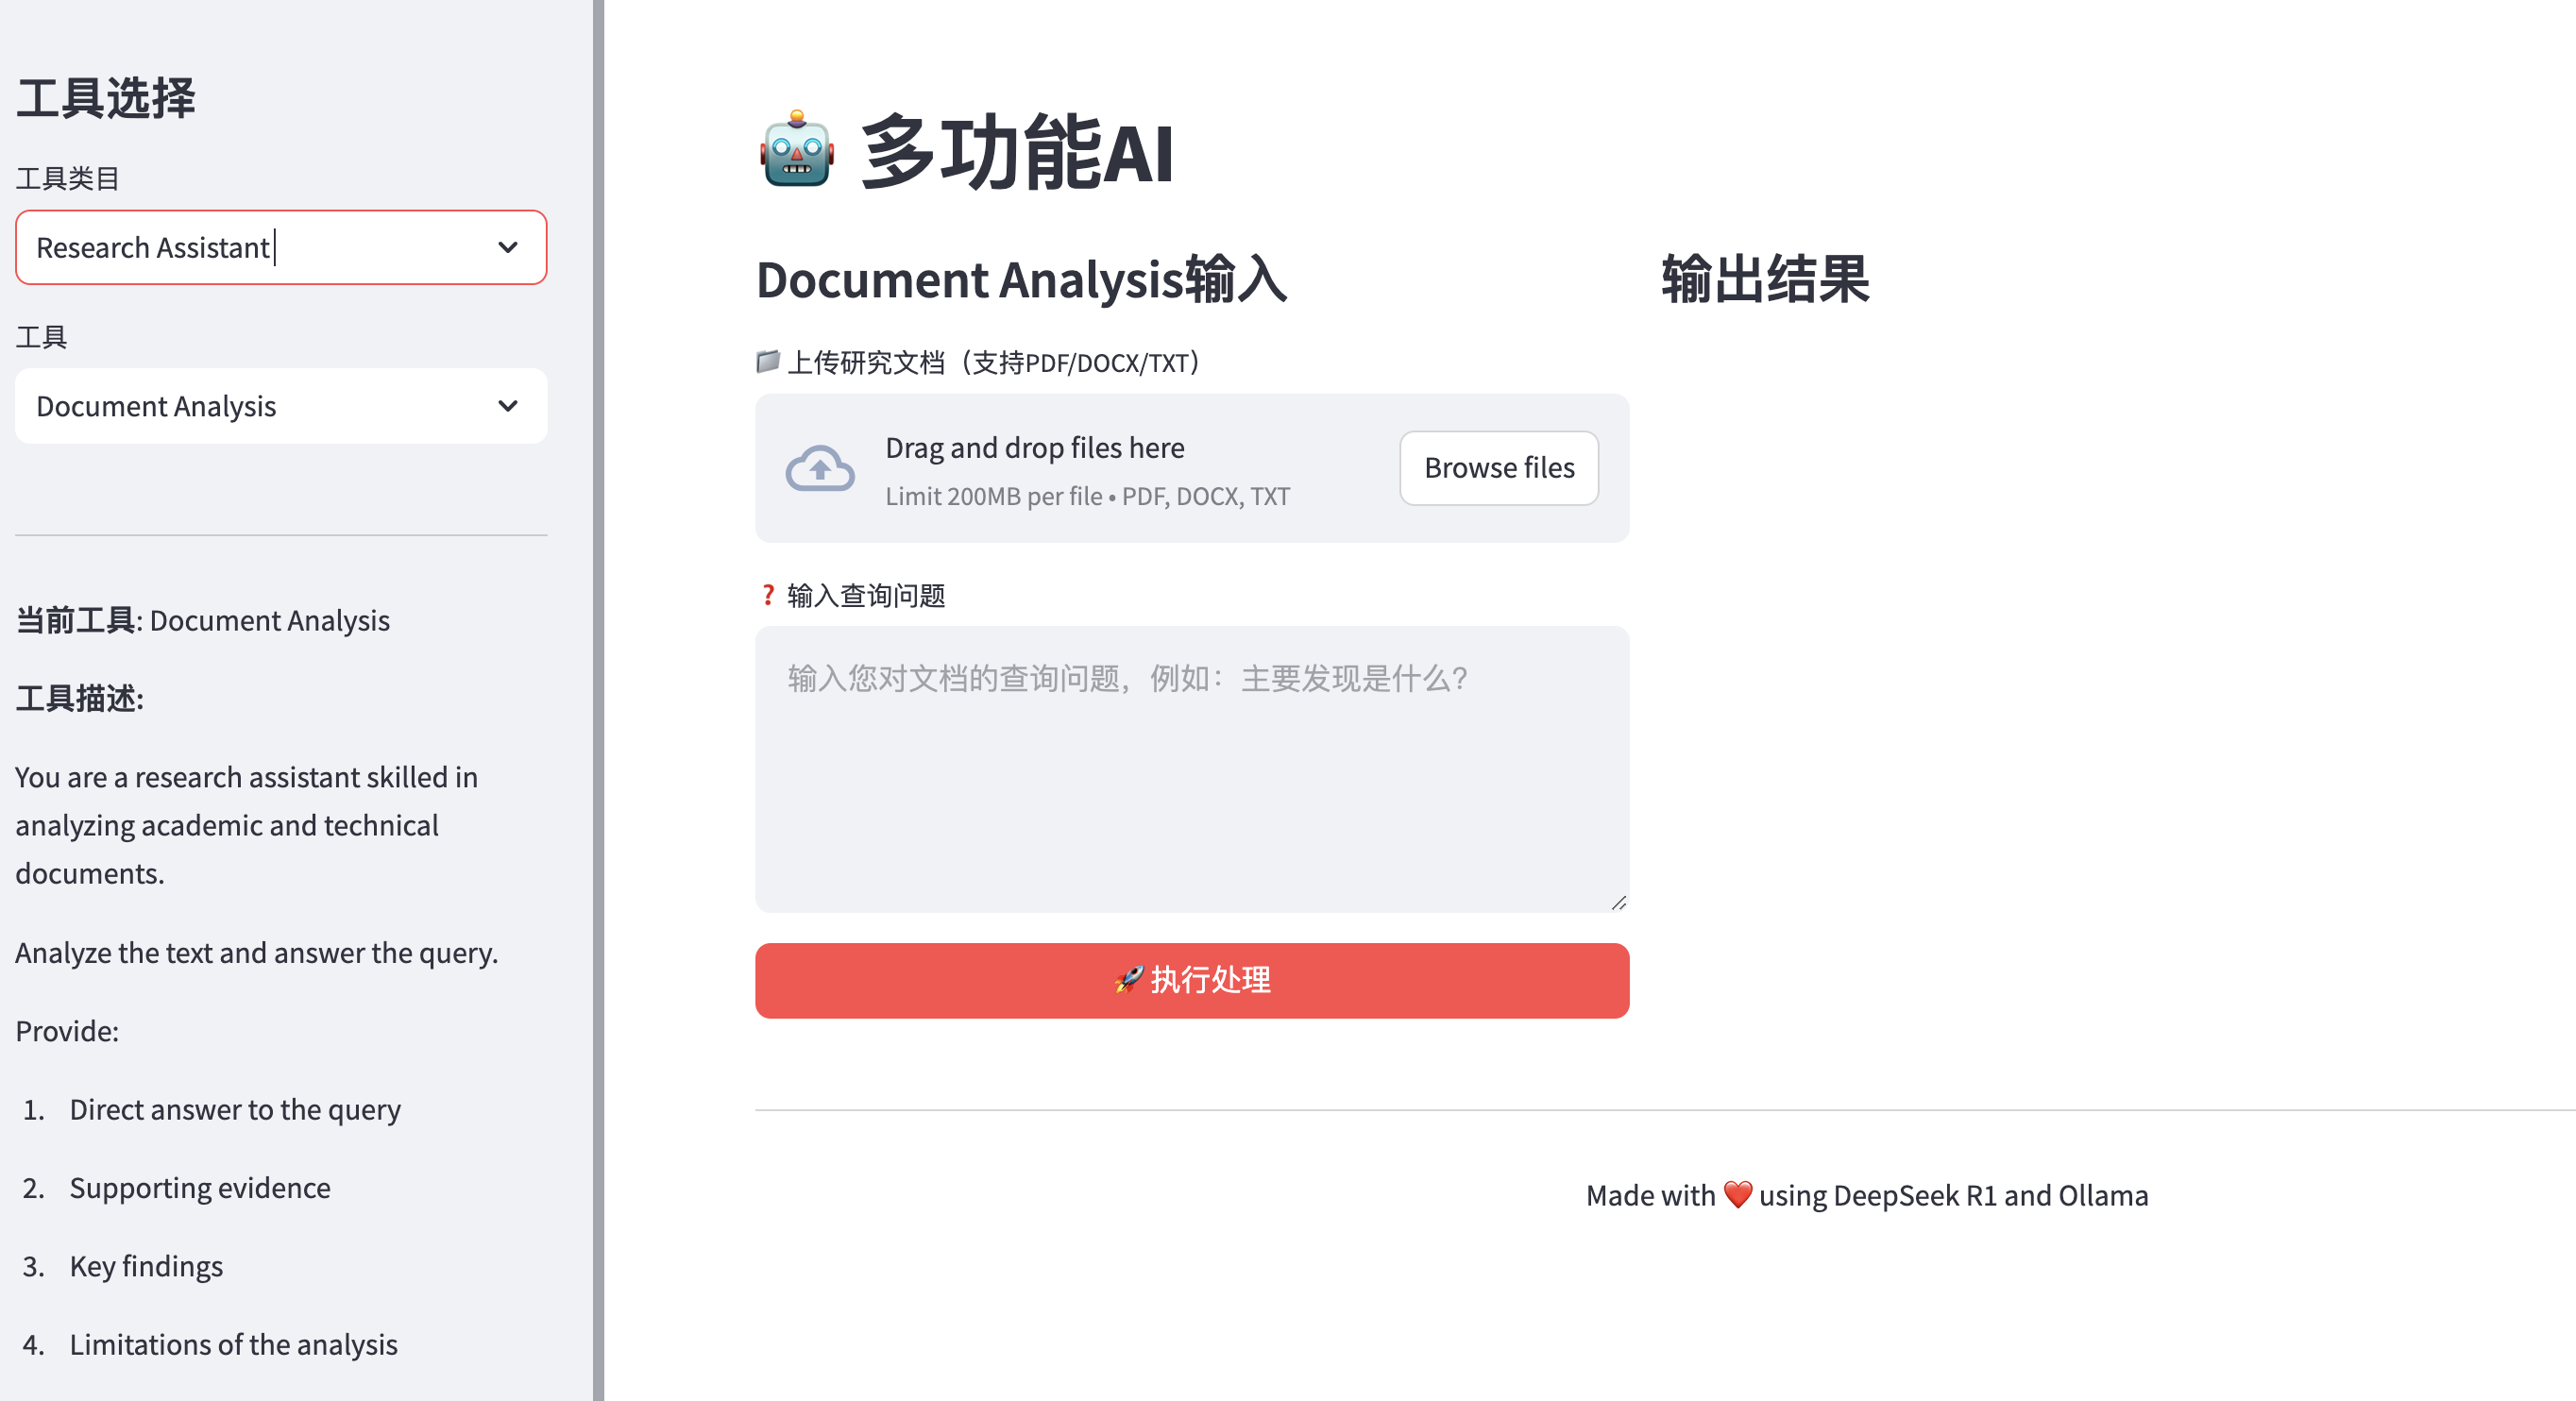 工具选择
工具类目
Research Assistant
工具
Document Analysis
当前工具: Document Analysis
工具描述:
You are a research assistant skilled in
analyzing academic and technical
documents.
Analyze the text and answer the query.
Provide:
1. Direct answer to the query
2. Supporting evidence
3. Key findings
4. Limitations of the analysis
🤖 多功能AI
Document Analysis输入
📁 上传研究文档（支持PDF/DOCX/TXT）
Drag and drop files here
Limit 200MB per file • PDF, DOCX, TXT
Browse files
❓ 输入查询问题
输入您对文档的查询问题，例如：主要发现是什么？
🚀 执行处理
输出结果
Made with ❤️ using DeepSeek R1 and Ollama